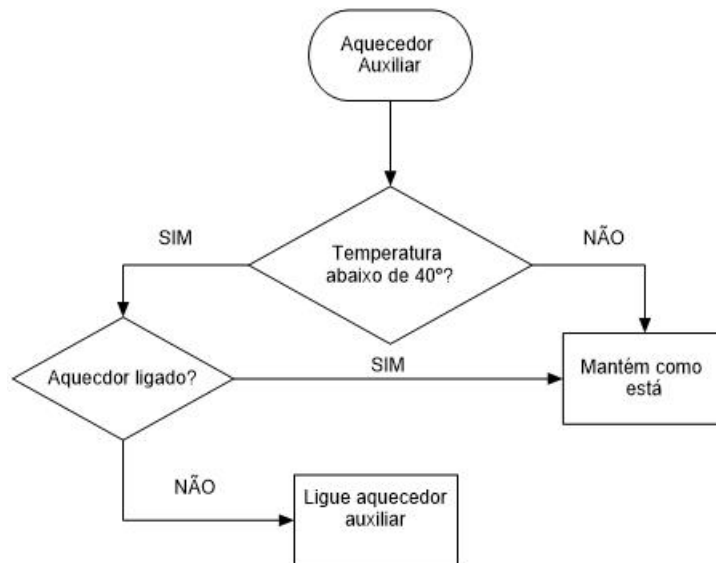 Aquecedor
Auxiliar
SIM
NÃO
Temperatura
abaixo de 40º?
Aquecdor ligado?
SIM
Mantém como
está
NÃO
Ligue aquecedor
auxiliar